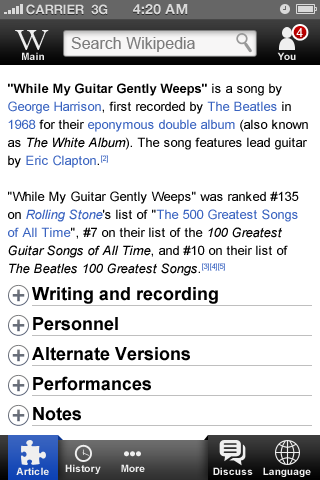 CARRIER 3G 4:20 AM
W
Main
Search Wikipedia
4
You
"While My Guitar Gently Weeps" is a song by
George Harrison, first recorded by The Beatles in
1968 for their eponymous double album (also known
as The White Album). The song features lead guitar
by Eric Clapton.[2]
"While My Guitar Gently Weeps" was ranked #135
on Rolling Stone's list of "The 500 Greatest Songs
of All Time", #7 on their list of the 100 Greatest
Guitar Songs of All Time, and #10 on their list of
The Beatles 100 Greatest Songs.[3][4][5]
Writing and recording
Personnel
Alternate Versions
Performances
Notes
Article
History
More
Discuss
Language